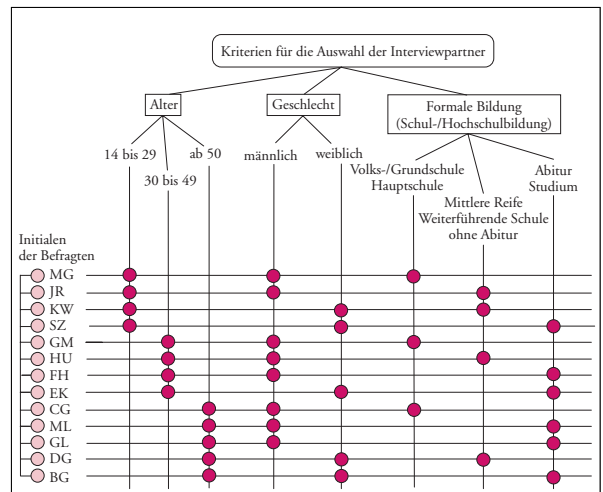 Kriterien für die Auswahl der Interviewpartner
Alter
Geschlecht
Formale Bildung
(Schul-/Hochschulbildung)
14 bis 29
30 bis 49
ab 50
männlich
weiblich
Volks-/Grundschule
Hauptschule
Mittlere Reife
Weiterführende Schule
ohne Abitur
Abitur
Studium
Initialen
der Befragten
MG
JR
KW
SZ
GM
HU
FH
EK
CG
ML
GL
DG
BG